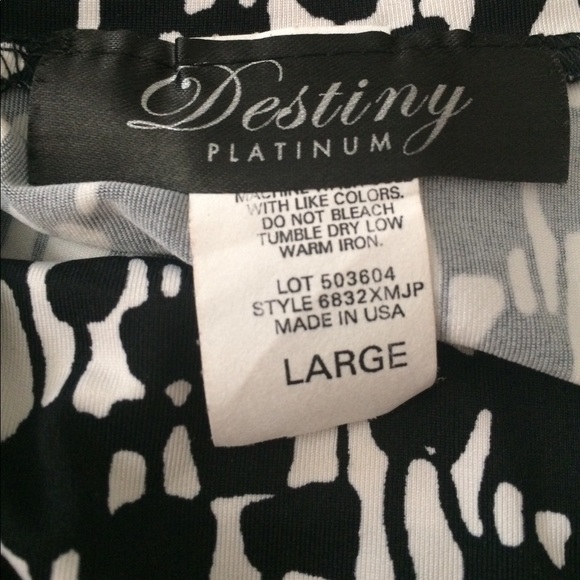 Destiny
PLATINUM
WITH LIKE COLORS.
DO NOT BLEACH
TUMBLE DRY LOW
WARM IRON.
LOT 503604
STYLE 6832XMJP
MADE IN USA
LARGE